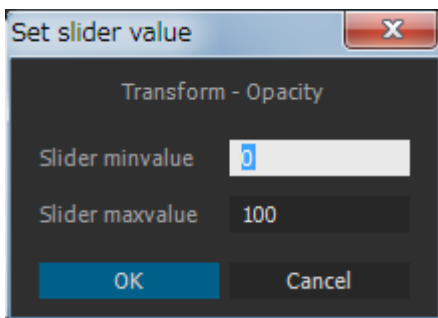 Set slider value
Transform - Opacity
Slider minvalue 0
Slider maxvalue 100
OK Cancel